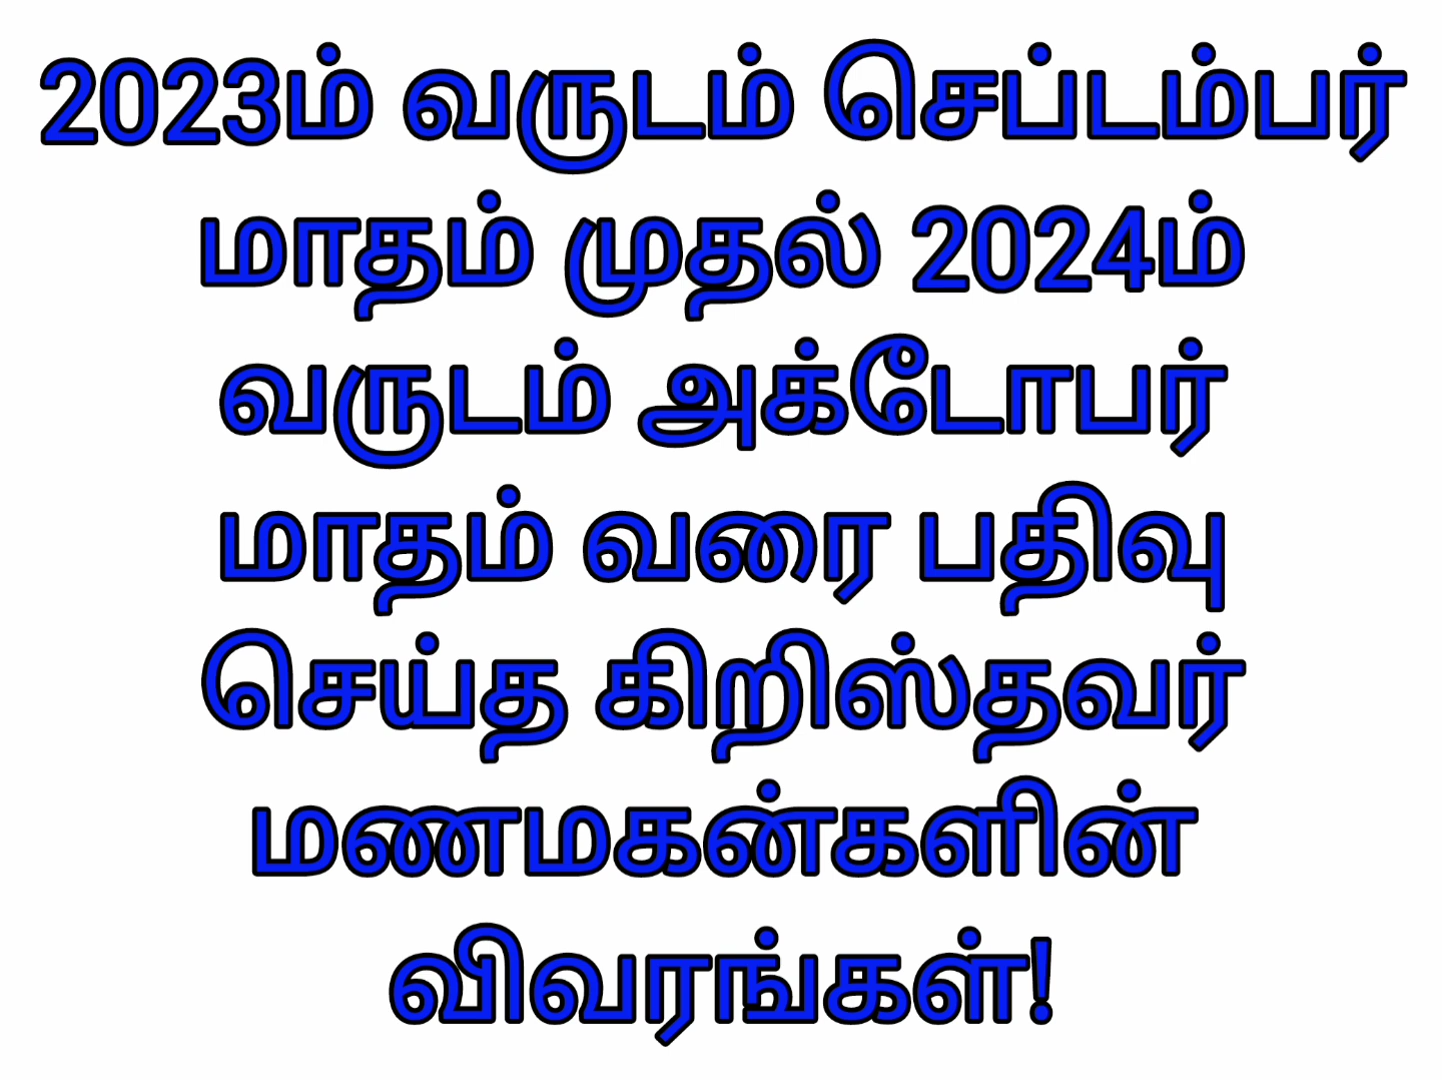 2023ம் வருடம் செப்டம்பர்
மாதம் முதல் 2024ம்
வருடம் அக்டோபர்
மாதம் வரை பதிவு
செய்த கிறிஸ்தவர்
மணமகன்களின்
விவரங்கள்!